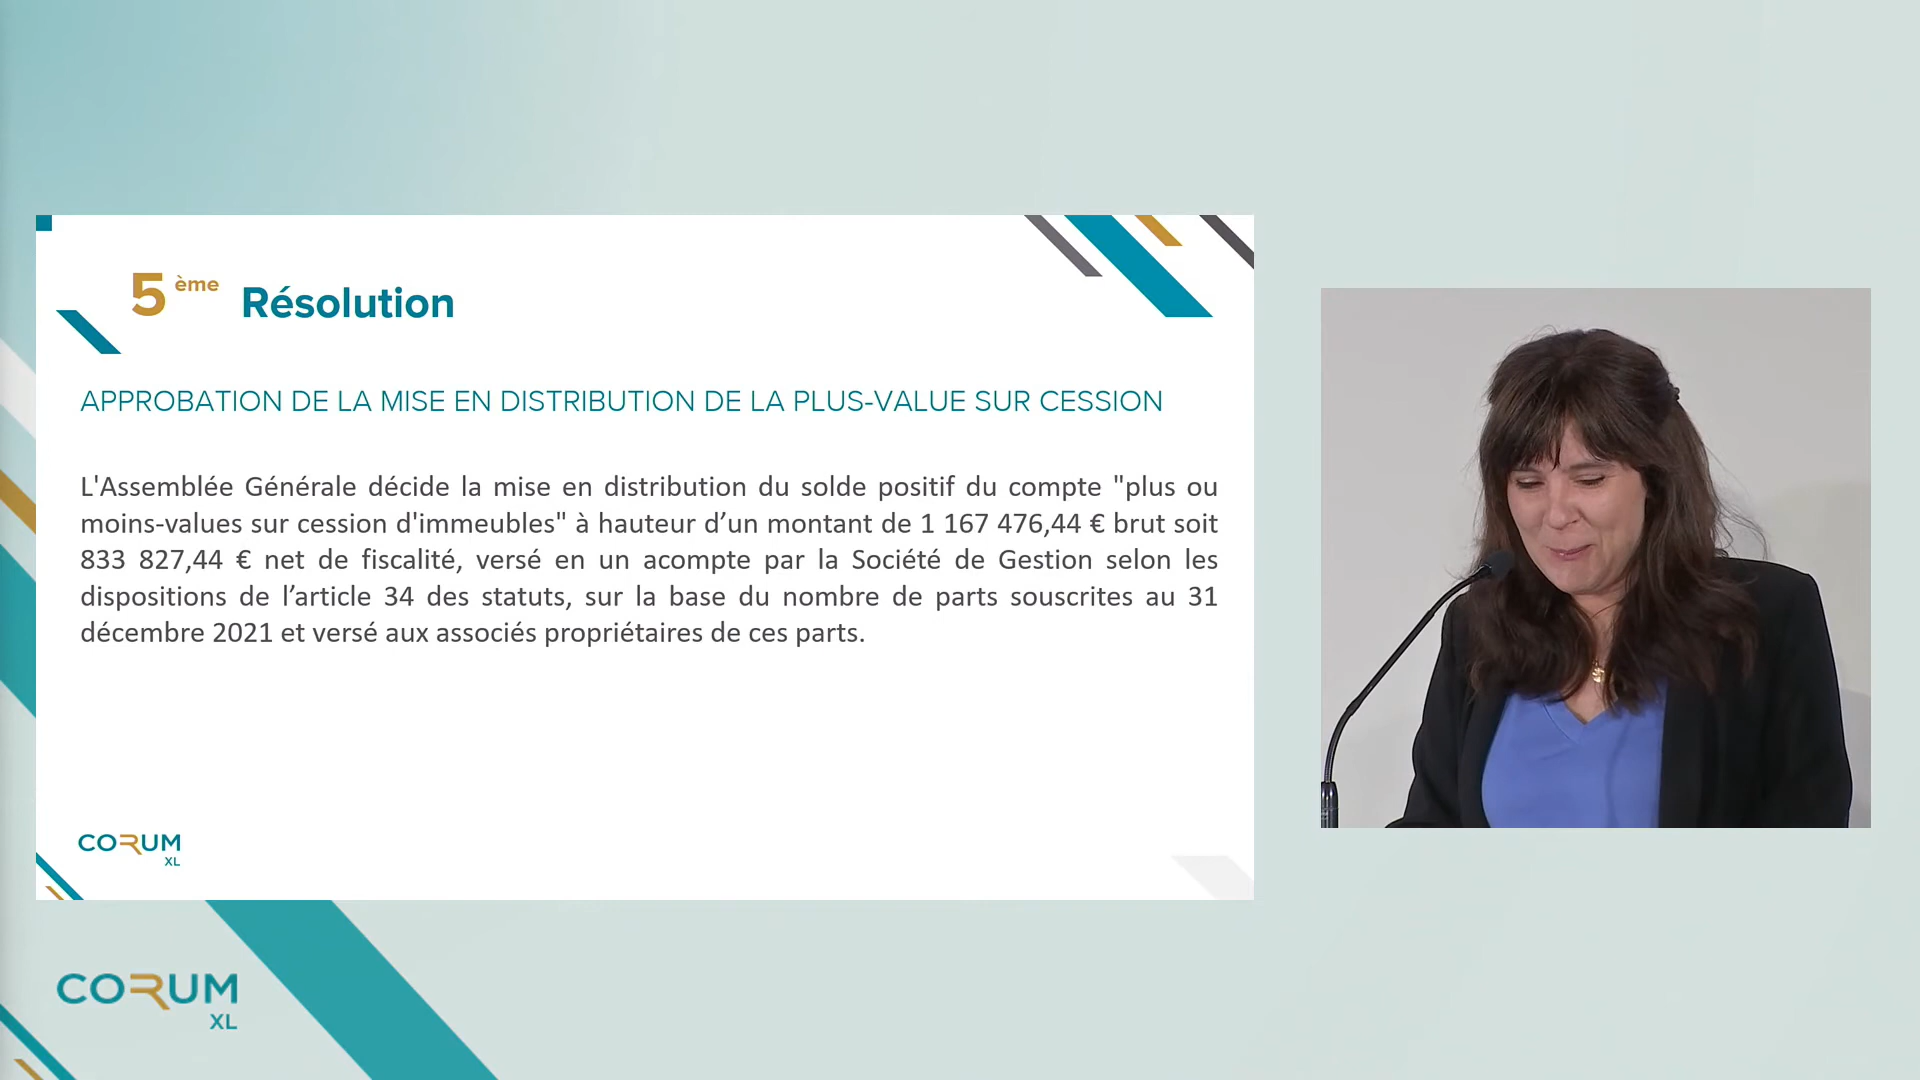 5 ème Résolution
APPROBATION DE LA MISE EN DISTRIBUTION DE LA PLUS-VALUE SUR CESSION
L'Assemblée Générale décide la mise en distribution du solde positif du compte "plus ou
moins-values sur cession d'immeubles" à hauteur d’un montant de 1 167 476,44 € brut soit
833 827,44 € net de fiscalité, versé en un acompte par la Société de Gestion selon les
dispositions de l’article 34 des statuts, sur la base du nombre de parts souscrites au 31
décembre 2021 et versé aux associés propriétaires de ces parts.
CORUM
XL
CORUM
XL